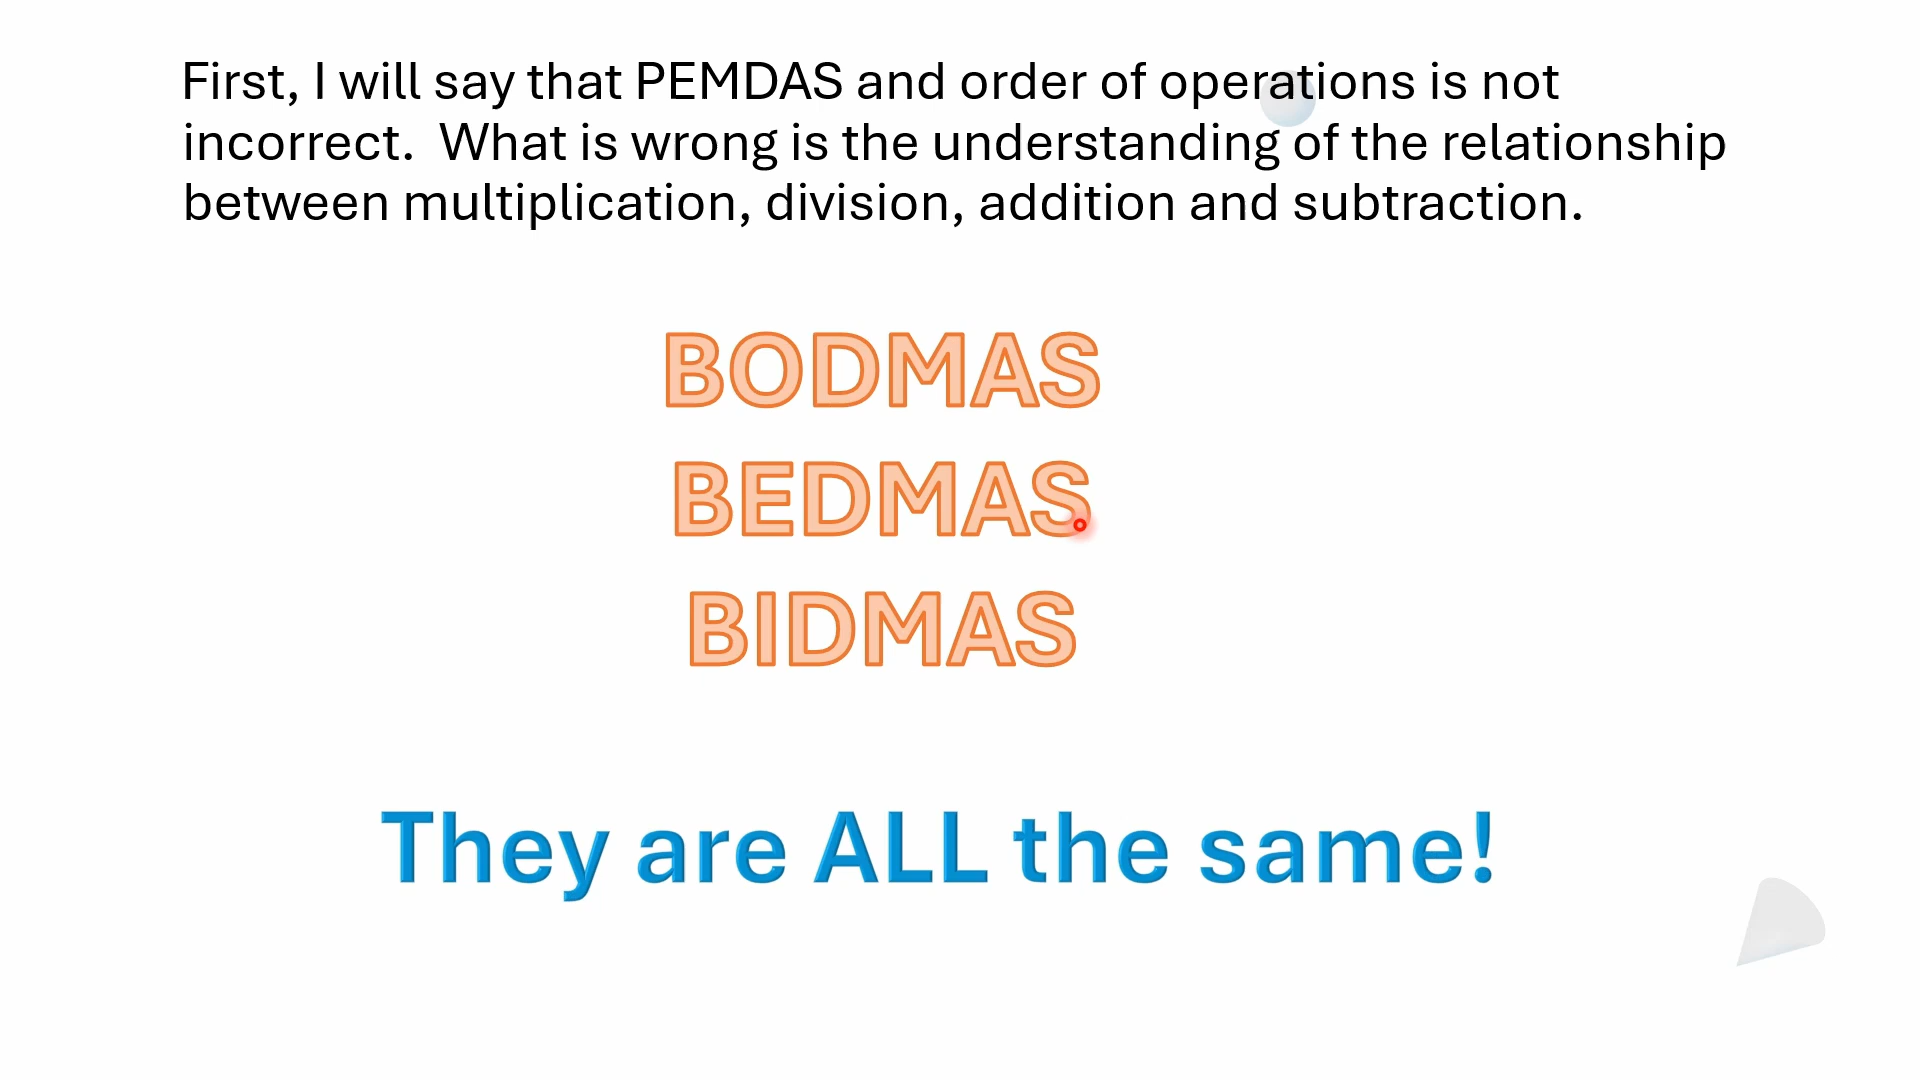 First, I will say that PEMDAS and order of operations is not
incorrect.  What is wrong is the understanding of the relationship
between multiplication, division, addition and subtraction.
BODMAS
BEDMAS
BIDMAS
They are ALL the same!